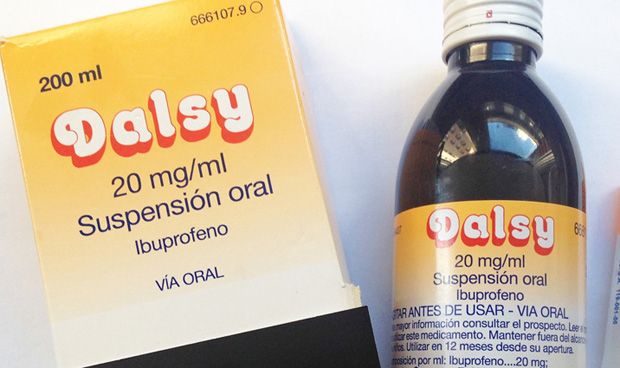 666107.9
200 ml
Dalsy
20 mg/ml
Suspensión oral
Ibuprofeno
VÍA ORAL
Dalsy
20 mg/ml
Suspensión oral
Ibuprofeno
ANTES DE USAR - VIA ORAL
mayor información consultar el prospecto. Leer
utilizar este medicamento. Mantener fuera del
Utilizar en 12 meses desde su apertura.
por ml: Ibuprofeno....20 mg;